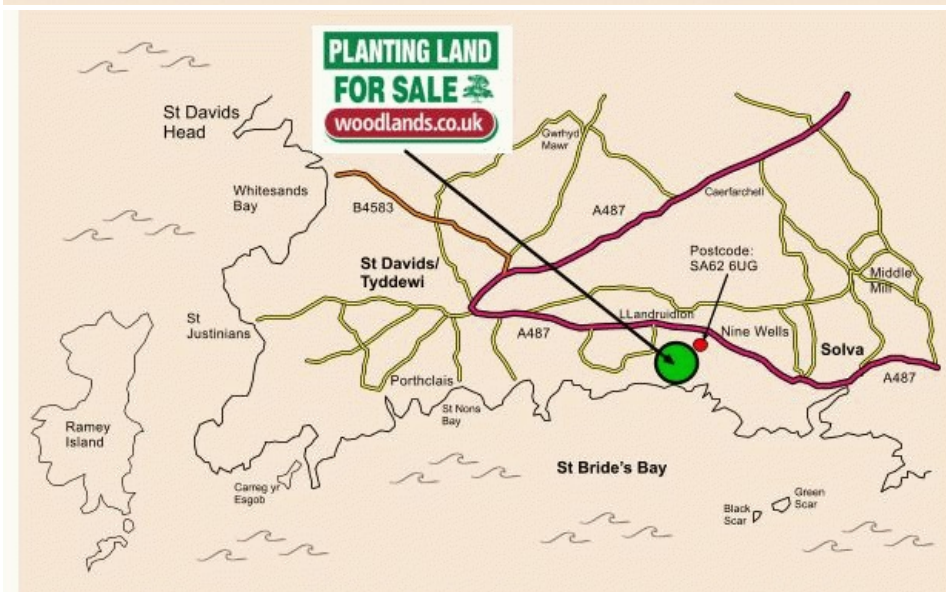 PLANTING LAND
FOR SALE
woodlands.co.uk
St Davids
Head
Gwrhyd
Mawr
Whitesands
Bay
B4583
A487
Caerfarchell
Postcode:
SA62 6UG
St Davids/
Tyddewi
Middle
Mill
St
Justinians
LLandruidion
A487
Nine Wells
Solva
A487
Porthclais
St Nons
Bay
Ramey
Island
St Bride's Bay
Carreg yr
Esgob
Green
Scar
Black
Scar